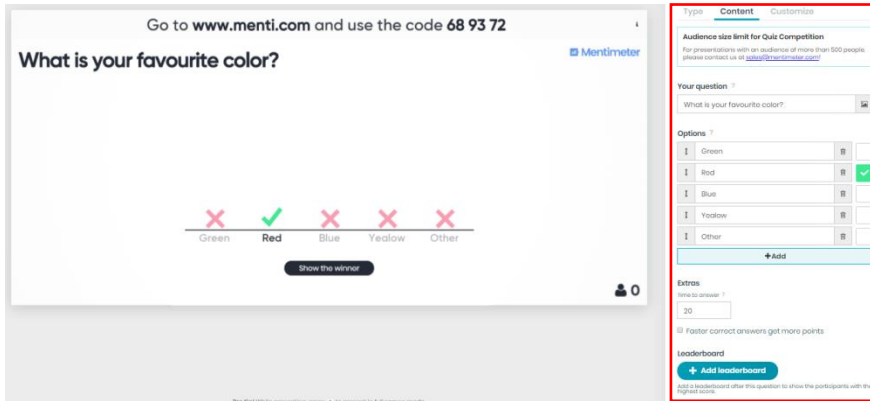 Go to www.menti.com and use the code 68 93 72
What is your favourite color?
Mentimeter
Green Red Blue Yealow Other
Show the winner
0
Type Content Customize
Audience size limit for Quiz Competition
For presentations with an audience of more than 500 people,
please contact us at sales@mentimeter.com!
Your question ?
What is your favourite color?
Options ?
Green
Red
Blue
Yealow
Other
+Add
Extras
Time to answer ?
20
Faster correct answers get more points
Leaderboard
+ Add leaderboard
Add a leaderboard after this question to show the participants with the
highest score.